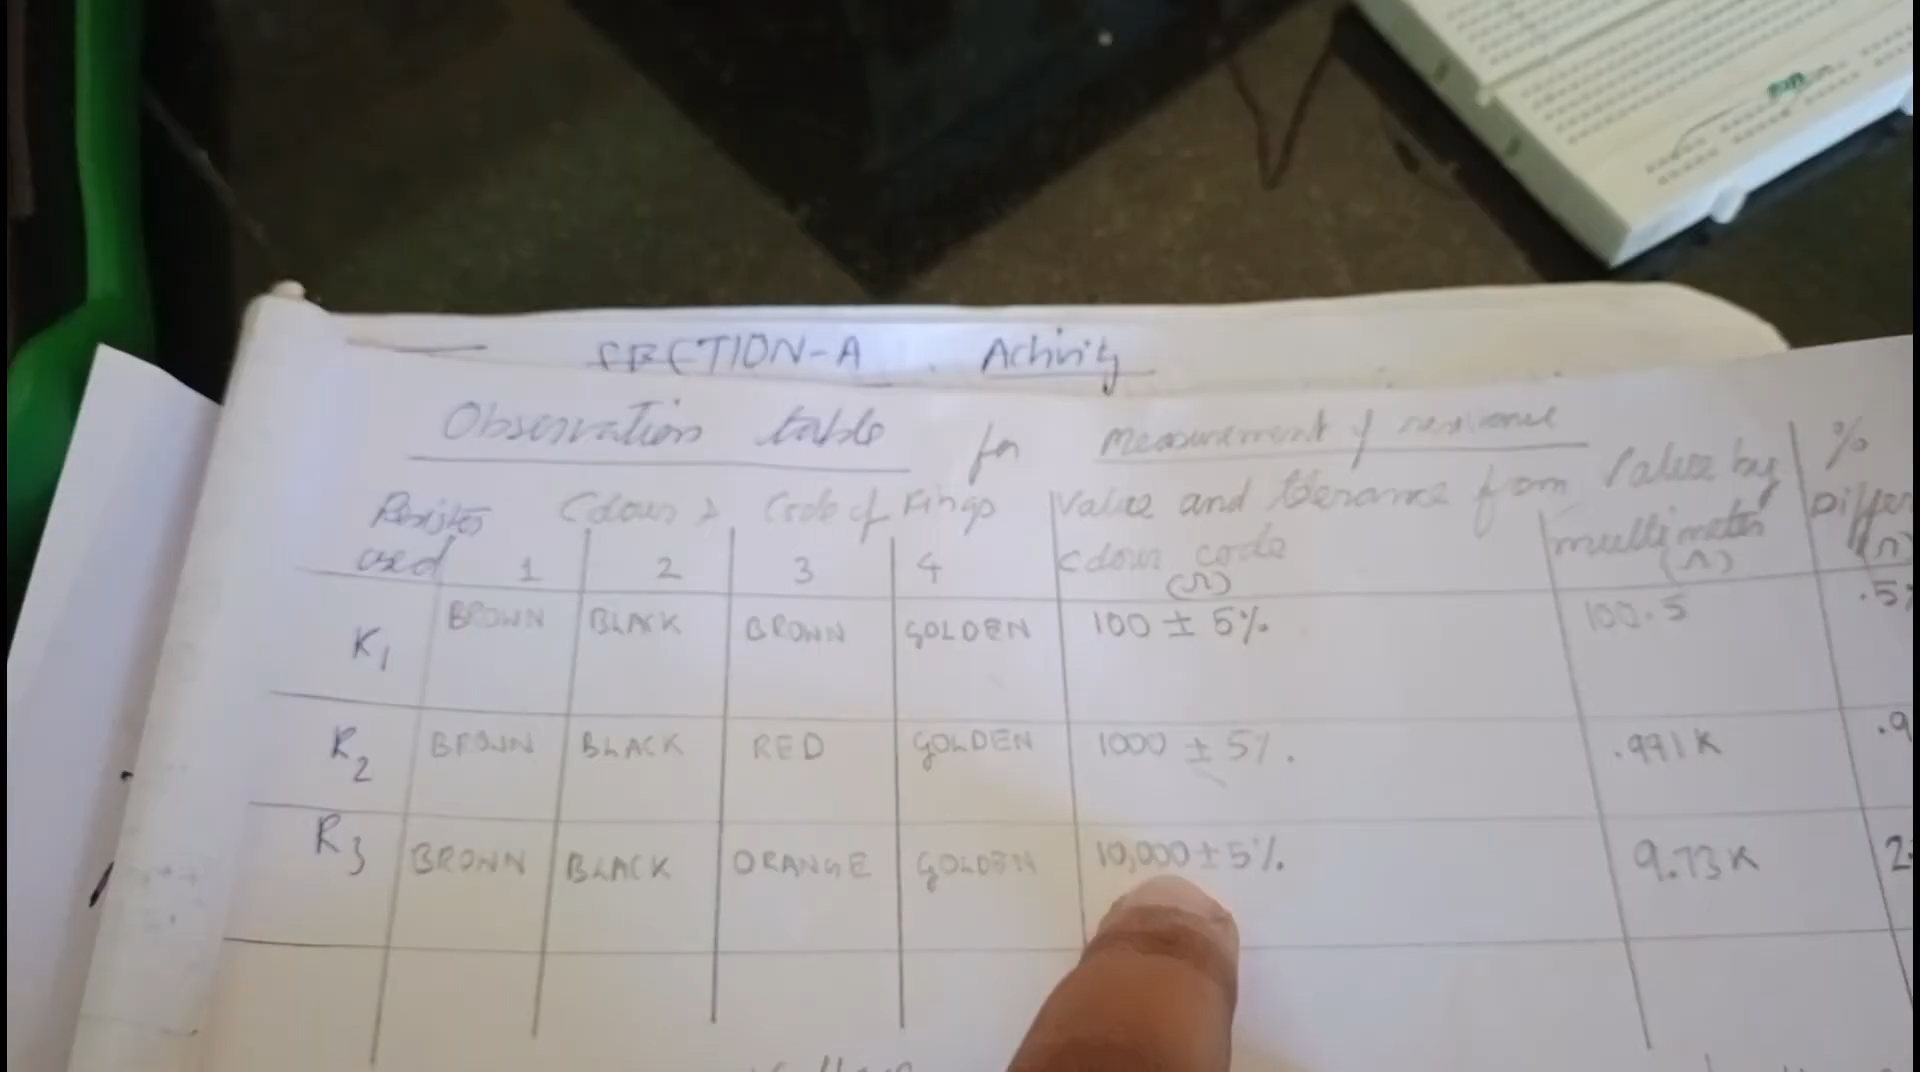 SECTION-A. Activity
Observation table for Measurement of resistance
Resistor used Colours Code of rings Value and tolerance from colour code (Ω) Value by multimeter (Ω) % Differ (Ω)
1 2 3 4
R1 BROWN BLACK BROWN GOLDEN 100 ± 5% 100.5 .5
R2 BROWN BLACK RED GOLDEN 1000 ± 5%. .991K .9
R3 BROWN BLACK ORANGE GOLDEN 10,000 ± 5%. 9.73K 2.